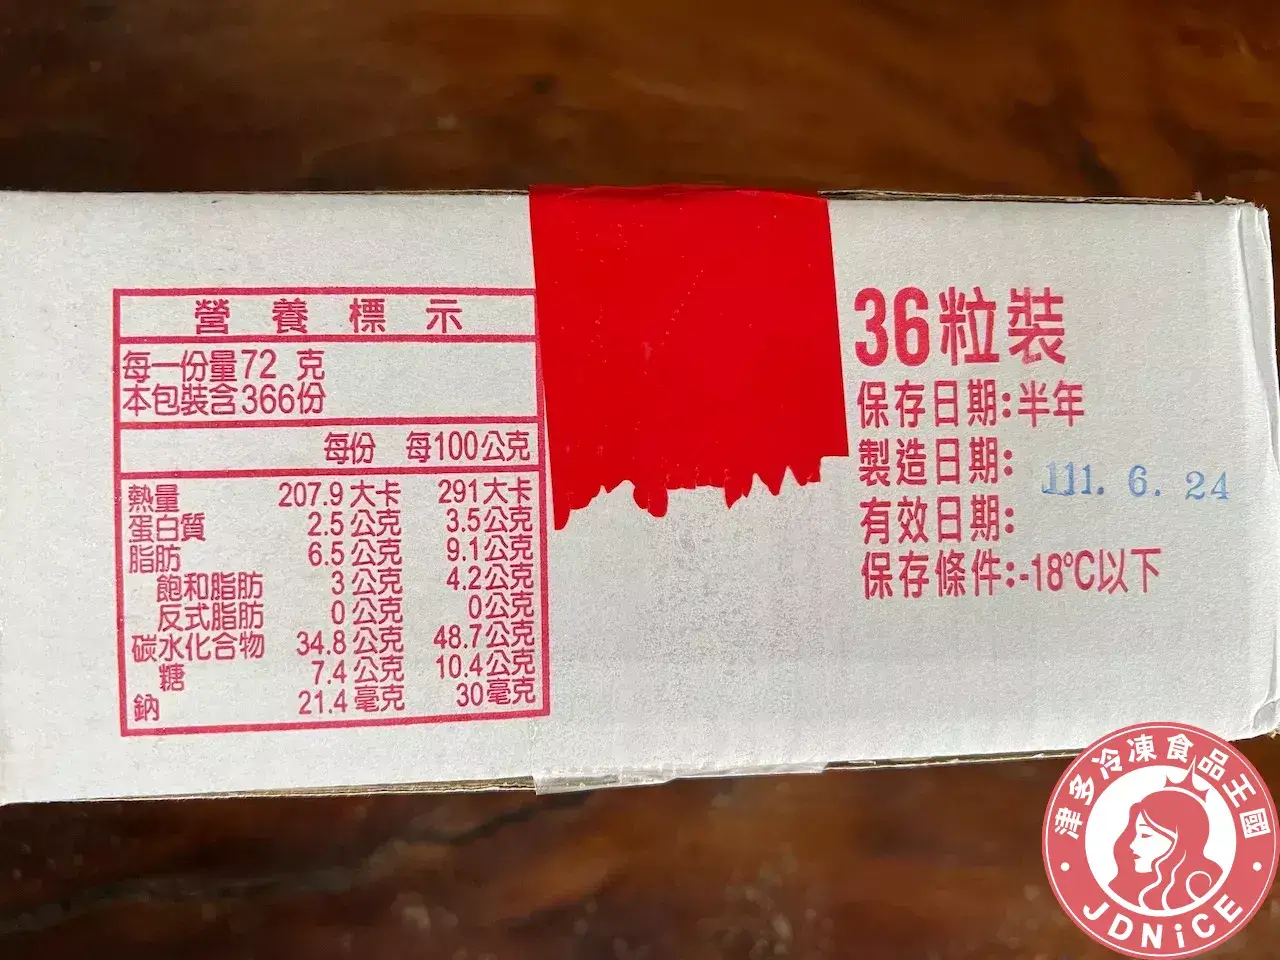 營養標示
每一份量72 克
本包裝含366份
每份 每100公克
熱量 207.9大卡 291大卡
蛋白質 2.5公克 3.5公克
脂肪 6.5公克 9.1公克
飽和脂肪 3公克 4.2公克
反式脂肪 0公克 0公克
碳水化合物 34.8公克 48.7公克
糖 7.4公克 10.4公克
鈉 21.4毫克 30毫克
36粒裝
保存日期:半年
製造日期:
111. 6. 24
有效日期:
保存條件:-18℃以下
津多冷凍食品王國
JDNiCE